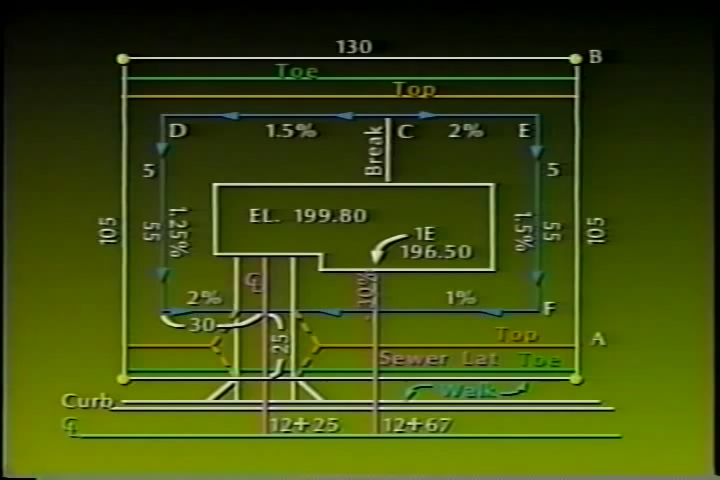 130
B
Toe
Top
D
1.5%
Break
C
2%
E
5
5
105
55
1.25%
EL. 199.80
1E
196.50
1.5%
55
105
℄
2%
1%
F
30
25
Top
A
Sewer Lat
Toe
Walk
Curb
℄
12+25
12+67